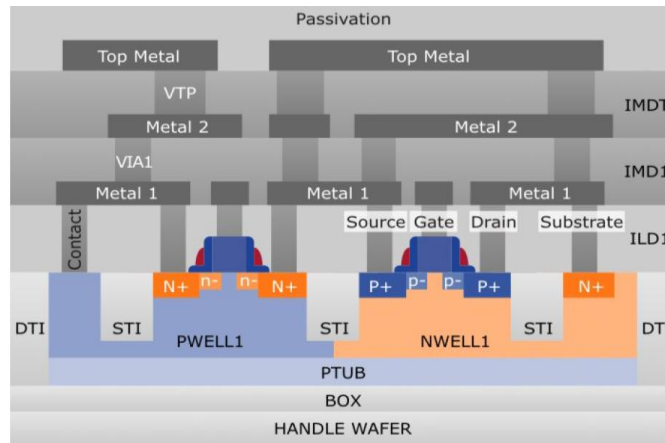 Passivation
Top Metal Top Metal
VTP IMDT
Metal 2 Metal 2
VIA1 IMD1
Metal 1 Metal 1 Metal 1
Contact Source Gate Drain Substrate ILD1
N+ n- n- N+ P+ p- p- P+ N+
DTI STI STI STI DT
PWELL1 NWELL1
PTUB
BOX
HANDLE WAFER